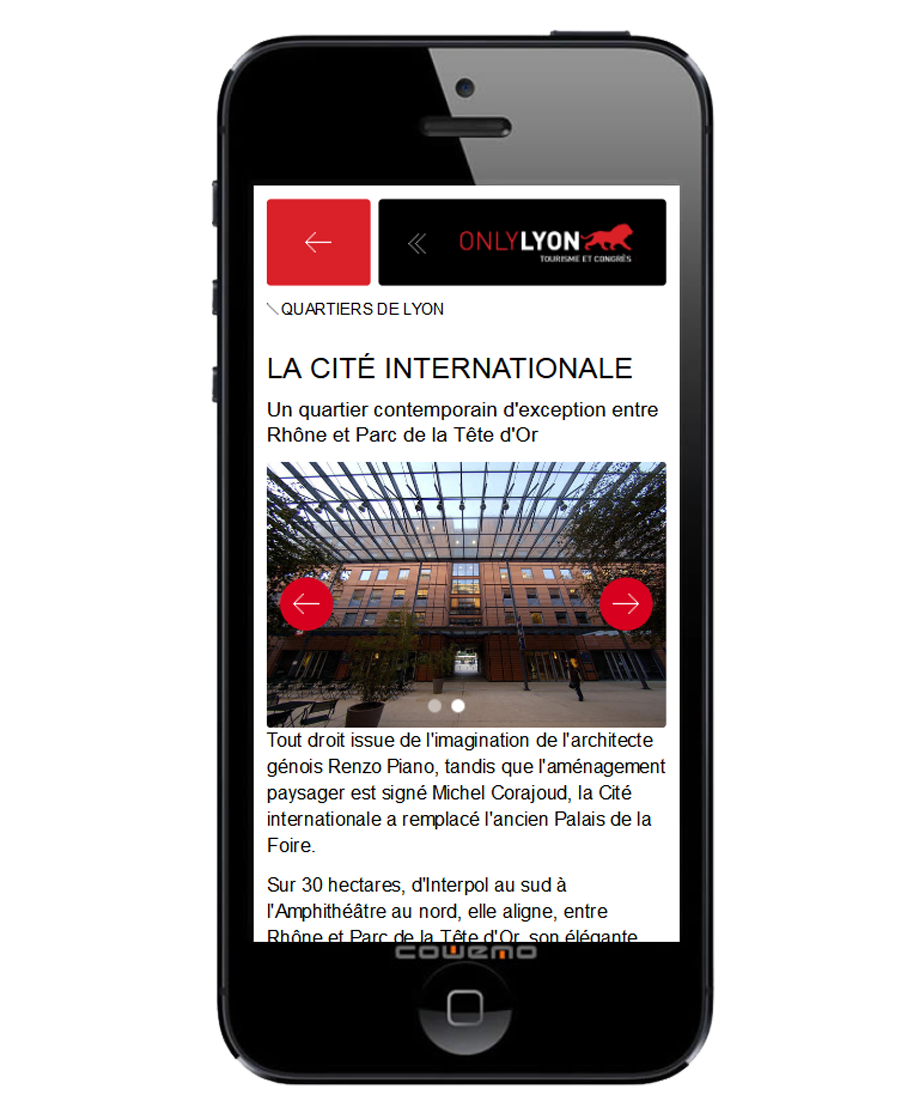 ONLYLYON
TOURISME ET CONGRÈS
QUARTIERS DE LYON
LA CITÉ INTERNATIONALE
Un quartier contemporain d'exception entre
Rhône et Parc de la Tête d'Or
Tout droit issue de l'imagination de l'architecte
génois Renzo Piano, tandis que l'aménagement
paysager est signé Michel Corajoud, la Cité
internationale a remplacé l'ancien Palais de la
Foire.
Sur 30 hectares, d'Interpol au sud à
l'Amphithéâtre au nord, elle aligne, entre
Rhône et Parc de la Tête d'Or, son élégante
cowemo